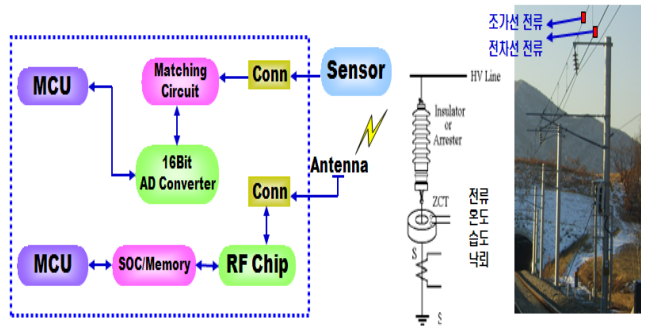 MCU
Matching
Circuit
Conn
Sensor
16Bit
AD Converter
Antenna
Conn
MCU
SOC/Memory
RF Chip
HV Line
Insulator
or
Arrester
ZCT
S
S
전류
온도
습도
낙뢰
조가선 전류
전차선 전류